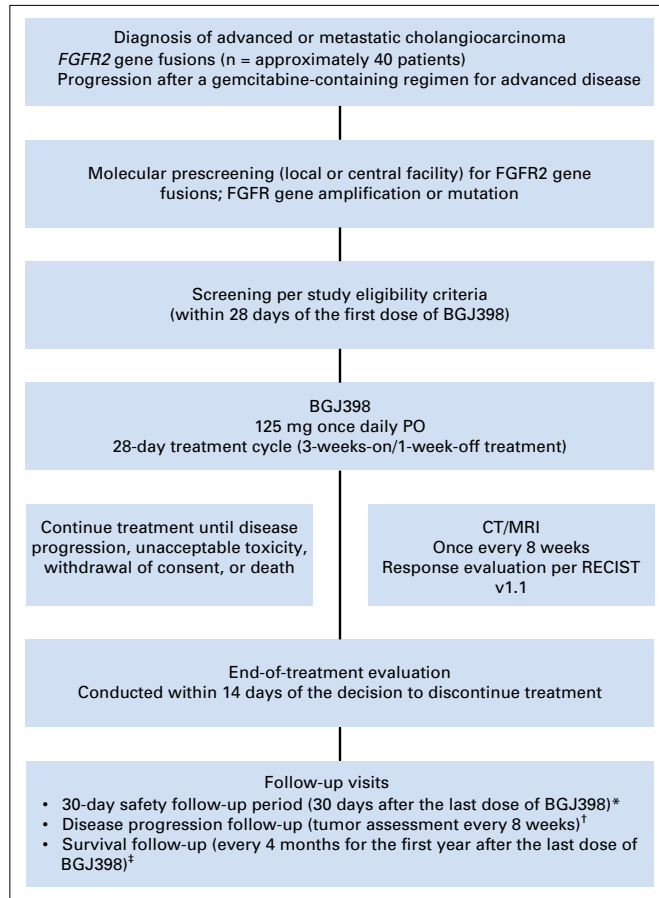 Diagnosis of advanced or metastatic cholangiocarcinoma
FGFR2 gene fusions (n = approximately 40 patients)
Progression after a gemcitabine-containing regimen for advanced disease
Molecular prescreening (local or central facility) for FGFR2 gene
fusions; FGFR gene amplification or mutation
Screening per study eligibility criteria
(within 28 days of the first dose of BGJ398)
BGJ398
125 mg once daily PO
28-day treatment cycle (3-weeks-on/1-week-off treatment)
Continue treatment until disease
progression, unacceptable toxicity,
withdrawal of consent, or death
CT/MRI
Once every 8 weeks
Response evaluation per RECIST
v1.1
End-of-treatment evaluation
Conducted within 14 days of the decision to discontinue treatment
Follow-up visits
• 30-day safety follow-up period (30 days after the last dose of BGJ398)*
• Disease progression follow-up (tumor assessment every 8 weeks)†
• Survival follow-up (every 4 months for the first year after the last dose of
BGJ398)‡